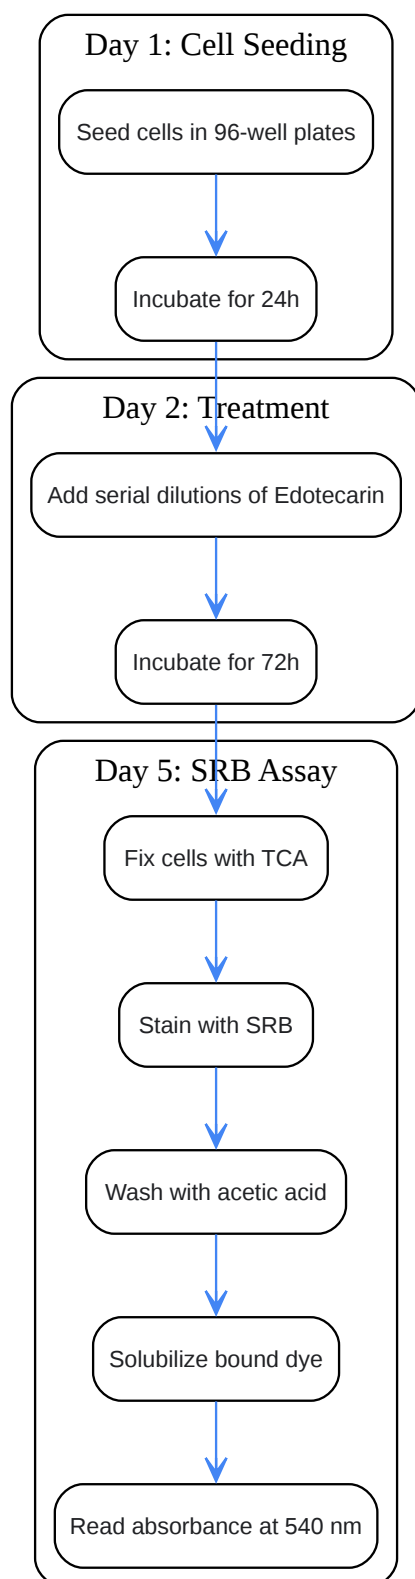 Day 1: Cell Seeding
Seed cells in 96-well plates
Incubate for 24h
Day 2: Treatment
Add serial dilutions of Edotecarin
Incubate for 72h
Day 5: SRB Assay
Fix cells with TCA
Stain with SRB
Wash with acetic acid
Solubilize bound dye
Read absorbance at 540 nm